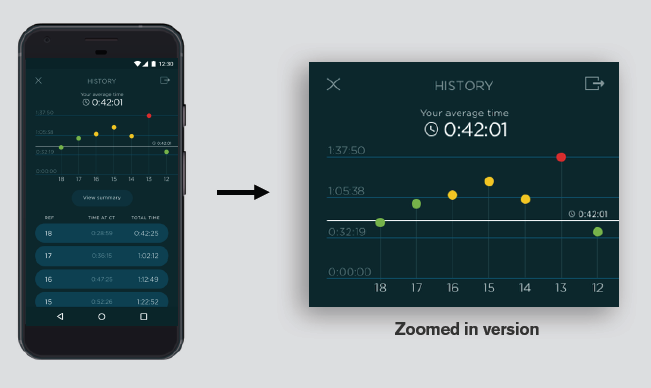 12:30
HISTORY
Your average time
0:42:01
1:37:50
1:05:38
0:42:01
0:32:19
0:00:00
18 17 16 15 14 13 12
View summary
REF TIME AT CT TOTAL TIME
18 0:28:59 0:42:25
17 0:36:15 1:02:12
16 0:47:23 1:12:49
15 0:52:26 1:22:52
HISTORY
Your average time
0:42:01
1:37:50
1:05:38
0:42:01
0:32:19
0:00:00
18 17 16 15 14 13 12
Zoomed in version